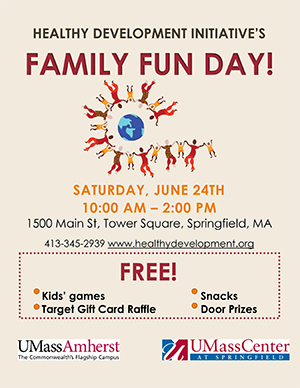 HEALTHY DEVELOPMENT INITIATIVE'S
FAMILY FUN DAY!
SATURDAY, JUNE 24TH
10:00 AM – 2:00 PM
1500 Main St, Tower Square, Springfield, MA
413-345-2939 www.healthydevelopment.org
FREE!
Kids' games
Target Gift Card Raffle
Snacks
Door Prizes
UMassAmherst
The Commonwealth's Flagship Campus
UMassCenter
AT SPRINGFIELD